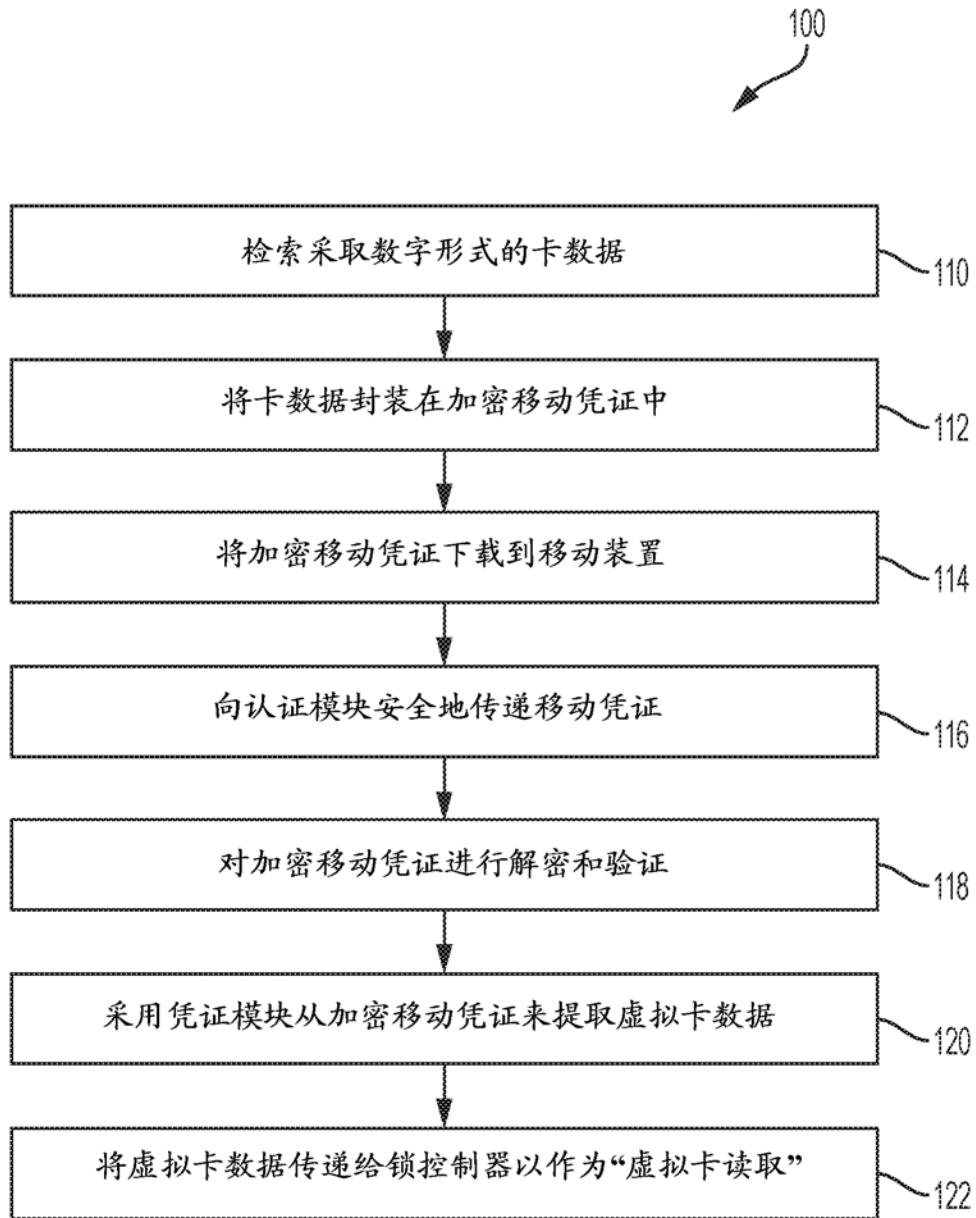 100
检索采取数字形式的卡数据
110
将卡数据封装在加密移动凭证中
112
将加密移动凭证下载到移动装置
114
向认证模块安全地传递移动凭证
116
对加密移动凭证进行解密和验证
118
采用凭证模块从加密移动凭证来提取虚拟卡数据
120
将虚拟卡数据传递给锁控制器以作为“虚拟卡读取”
122